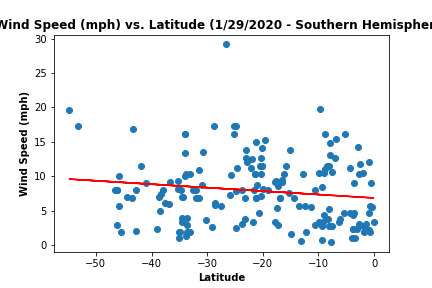 Wind Speed (mph) vs. Latitude (1/29/2020 - Southern Hemispher
30
25
20
15
10
5
0
Wind Speed (mph)
−50 −40 −30 −20 −10 0
Latitude